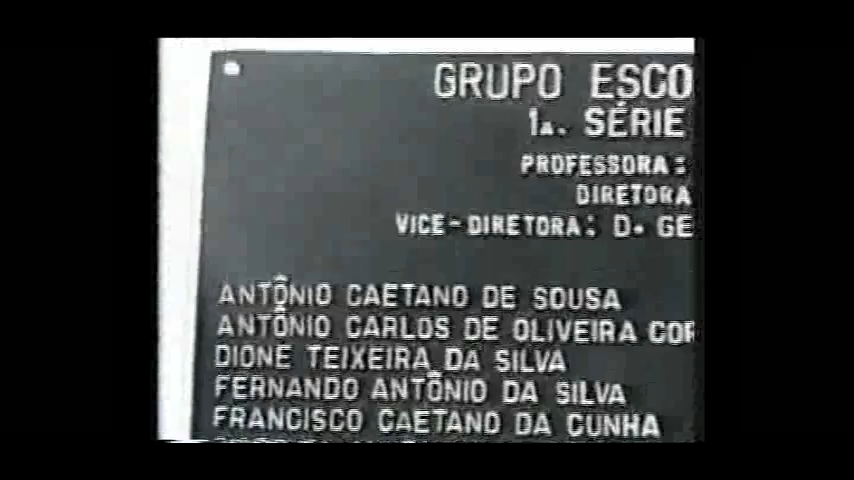 GRUPO ESCO
1a. SÉRIE
PROFESSORA:
DIRETORA
VICE-DIRETORA: D. GE
ANTÔNIO CAETANO DE SOUSA
ANTÔNIO CARLOS DE OLIVEIRA COR
DIONE TEIXEIRA DA SILVA
FERNANDO ANTÔNIO DA SILVA
FRANCISCO CAETANO DA CUNHA